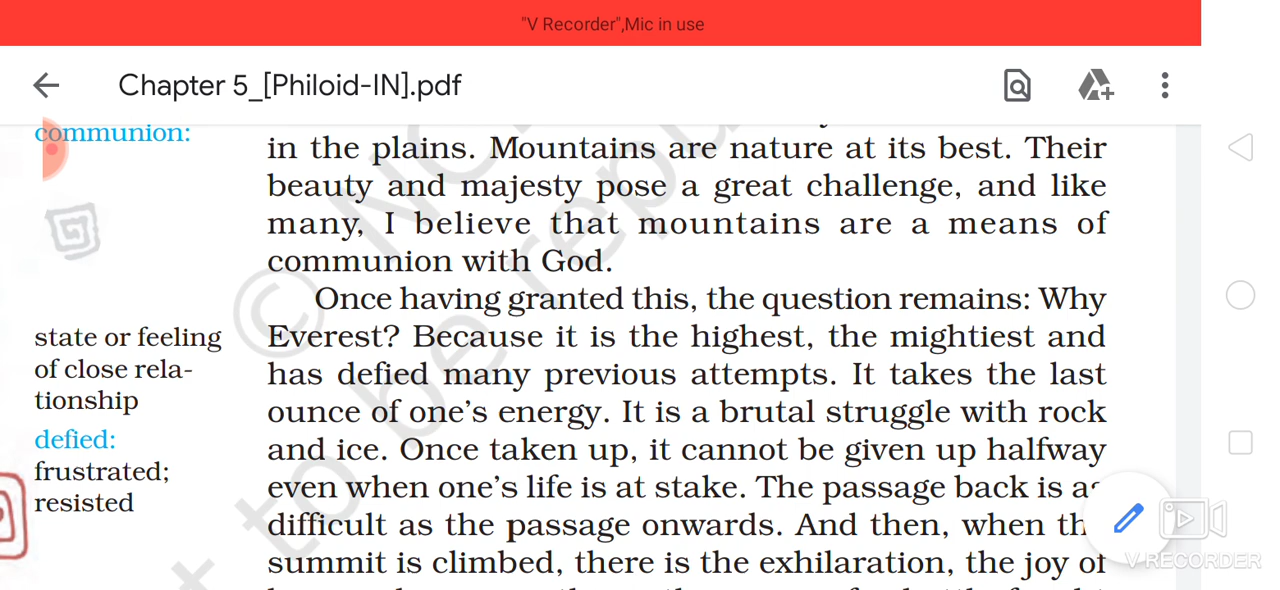 "V Recorder",Mic in use
Chapter 5_[Philoid-IN].pdf
communion:
state or feeling
of close rela-
tionship
defied:
frustrated;
resisted
in the plains. Mountains are nature at its best. Their
beauty and majesty pose a great challenge, and like
many, I believe that mountains are a means of
communion with God.
Once having granted this, the question remains: Why
Everest? Because it is the highest, the mightiest and
has defied many previous attempts. It takes the last
ounce of one's energy. It is a brutal struggle with rock
and ice. Once taken up, it cannot be given up halfway
even when one's life is at stake. The passage back is as
difficult as the passage onwards. And then, when th
summit is climbed, there is the exhilaration, the joy of
© N
to be repu
V RECORDER